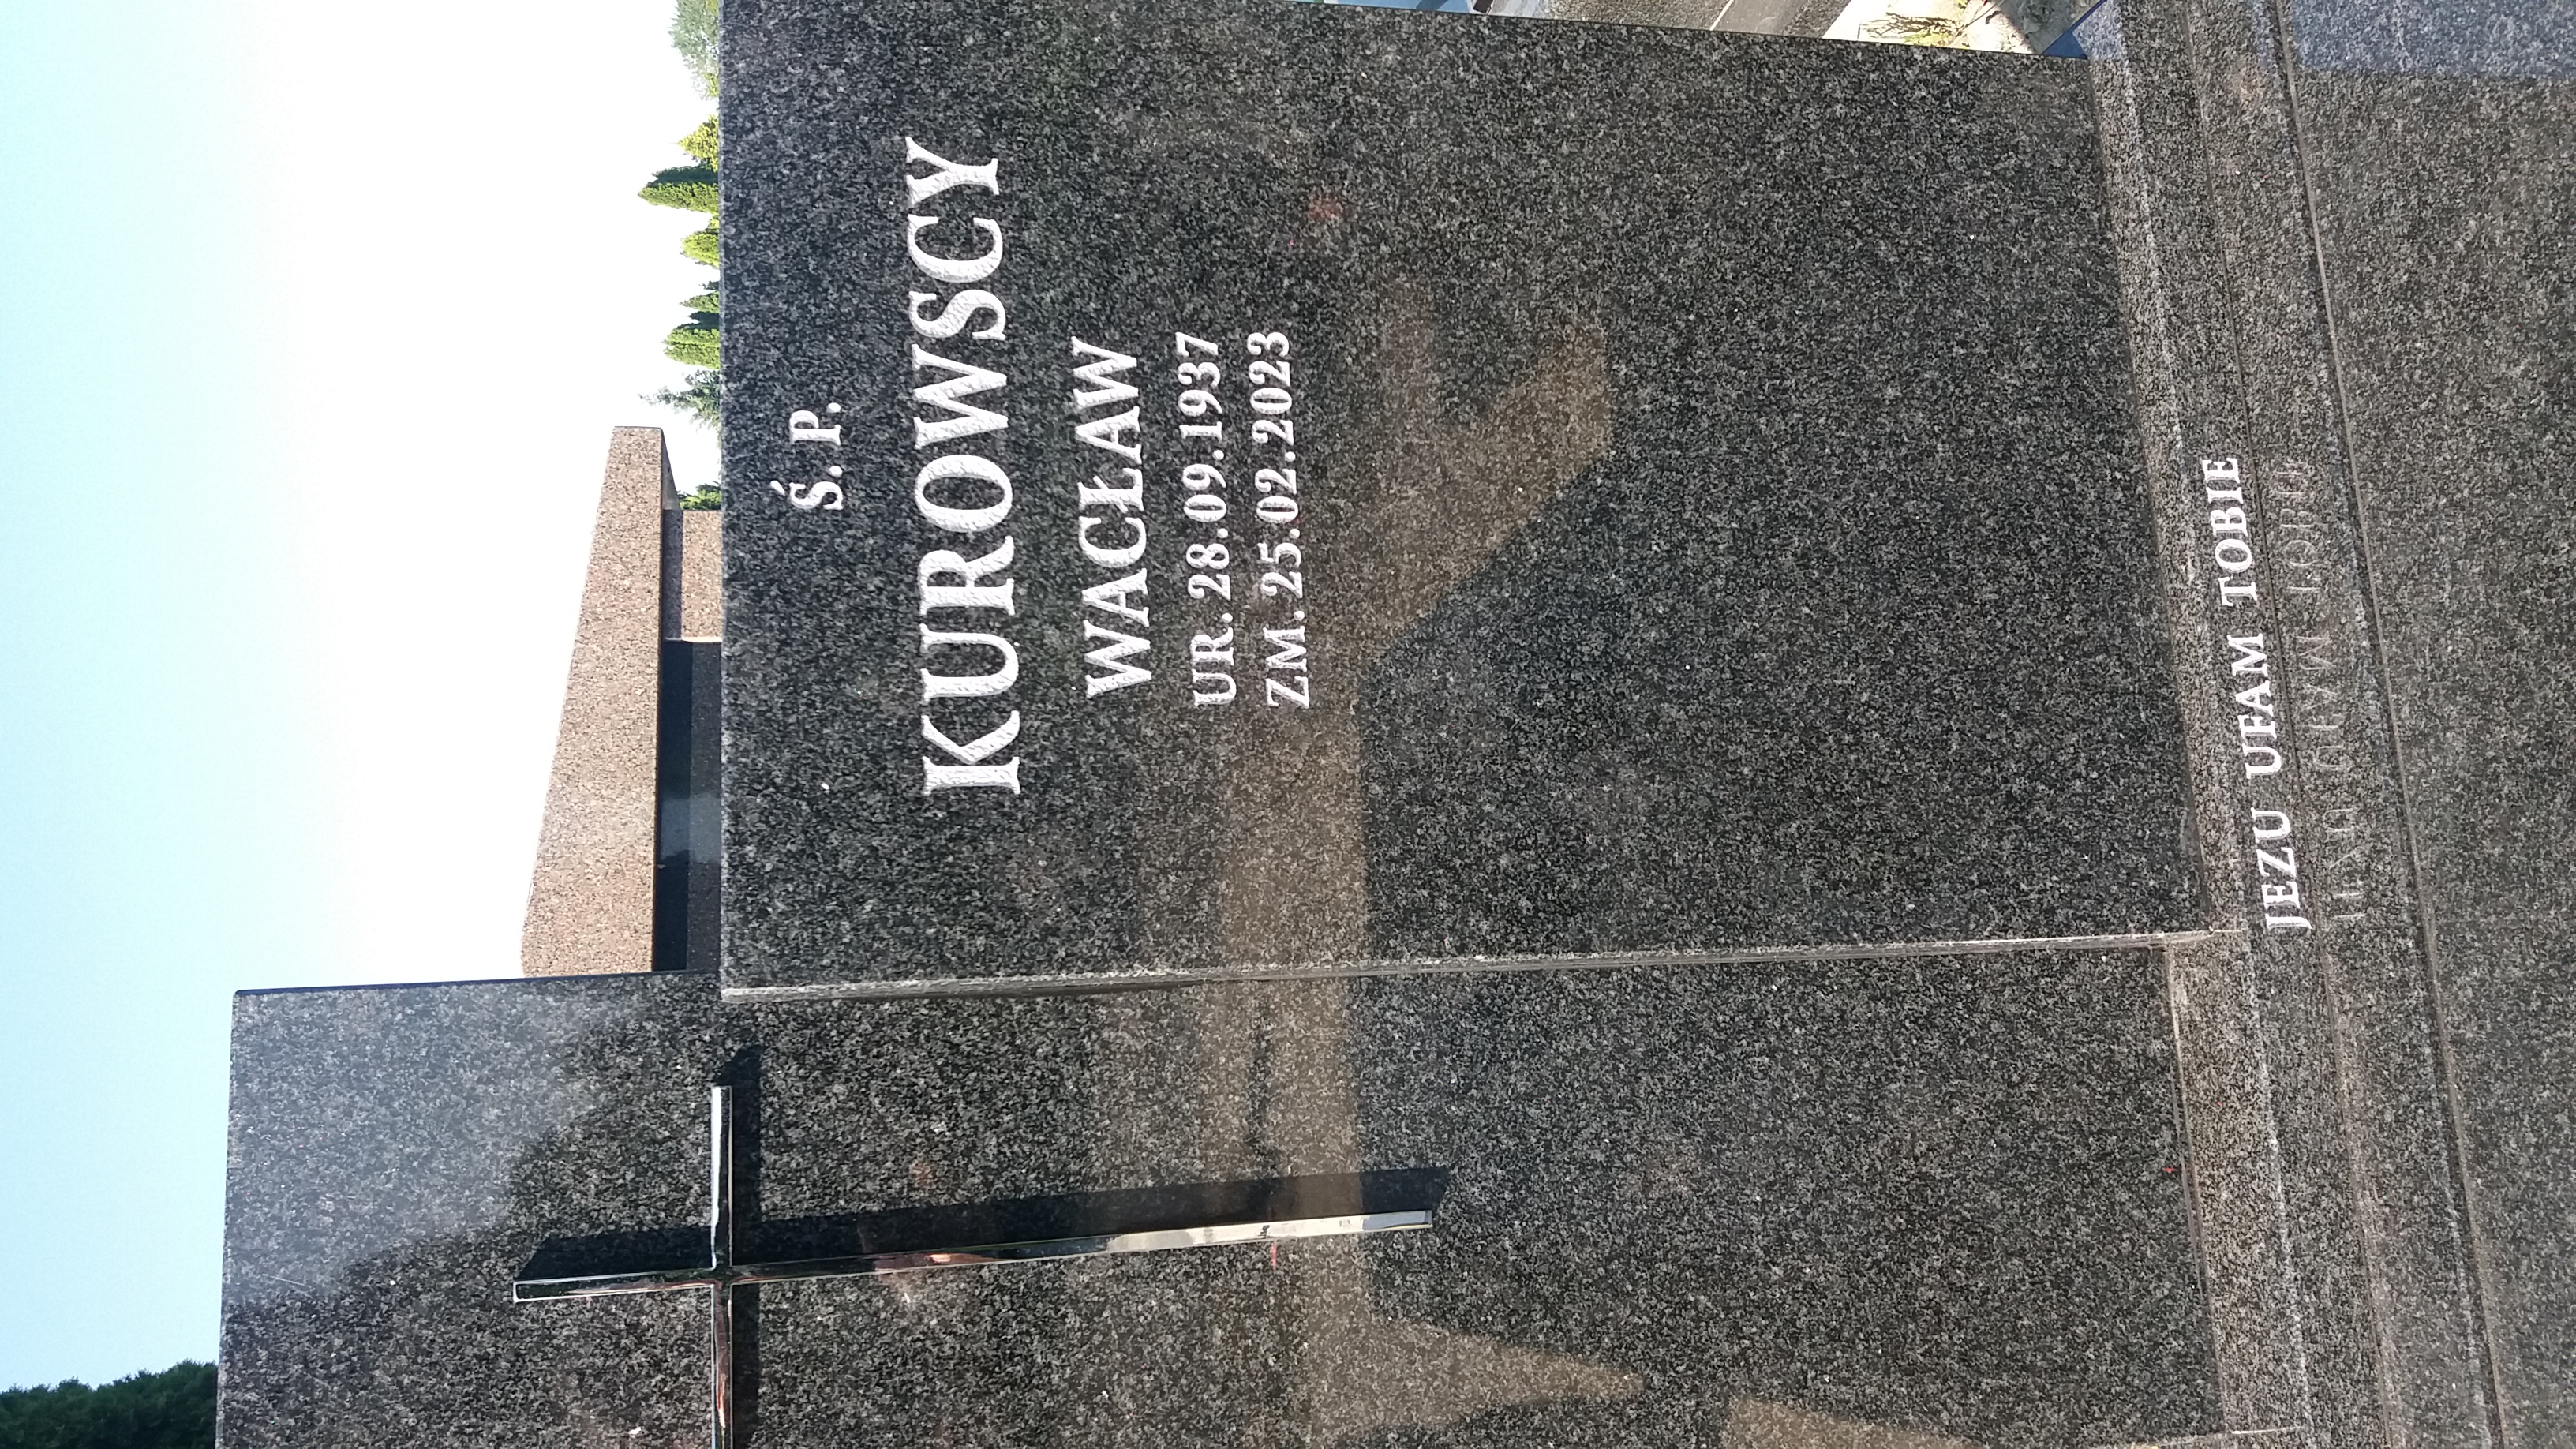 Ś. P.
KUROWSCY
WACŁAW
UR. 28.09.1937
ZM. 25.02.2023
JEZU UFAM TOBIE